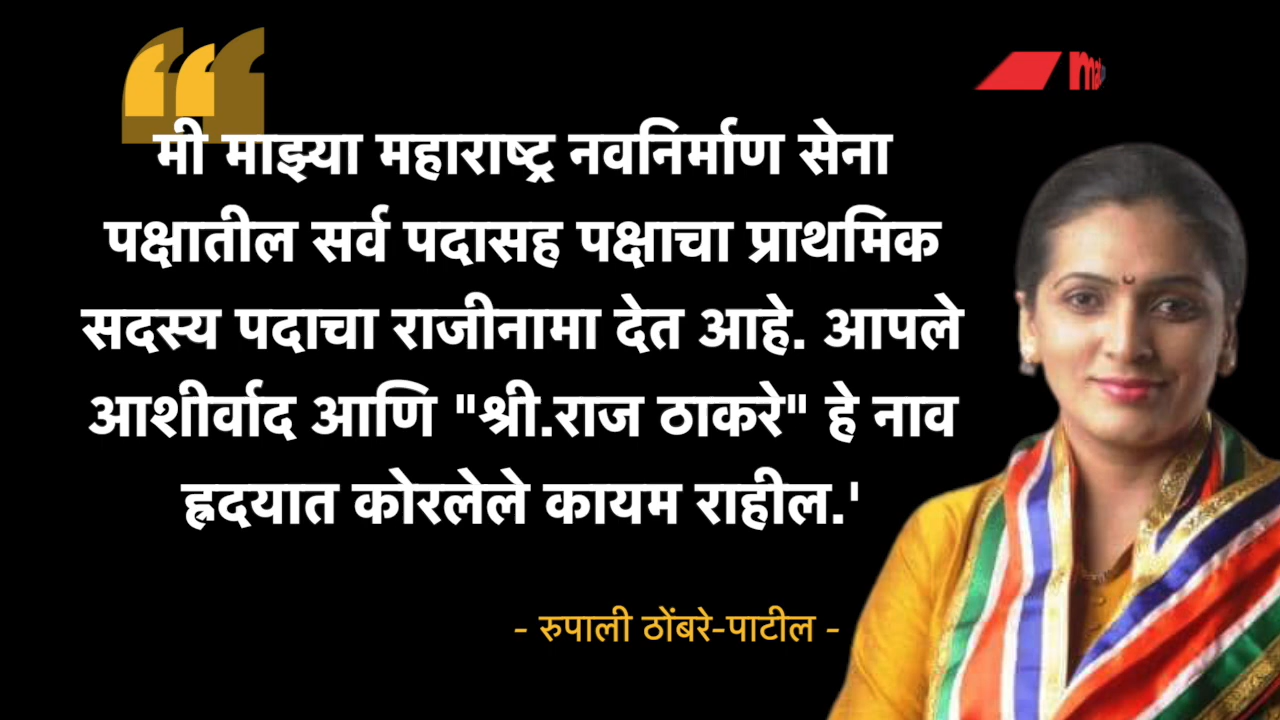 मी माझ्या महाराष्ट्र नवनिर्माण सेना
पक्षातील सर्व पदासह पक्षाचा प्राथमिक
सदस्य पदाचा राजीनामा देत आहे. आपले
आशीर्वाद आणि "श्री.राज ठाकरे" हे नाव
हृदयात कोरलेले कायम राहील.'
- रुपाली ठोंबरे-पाटील -